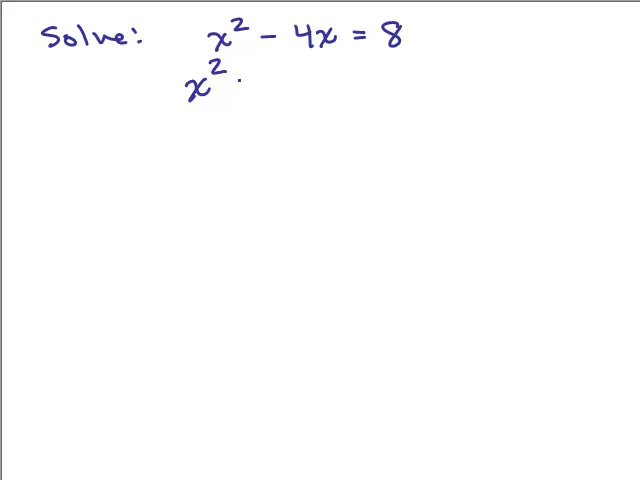 Solve: x² - 4x = 8
x²